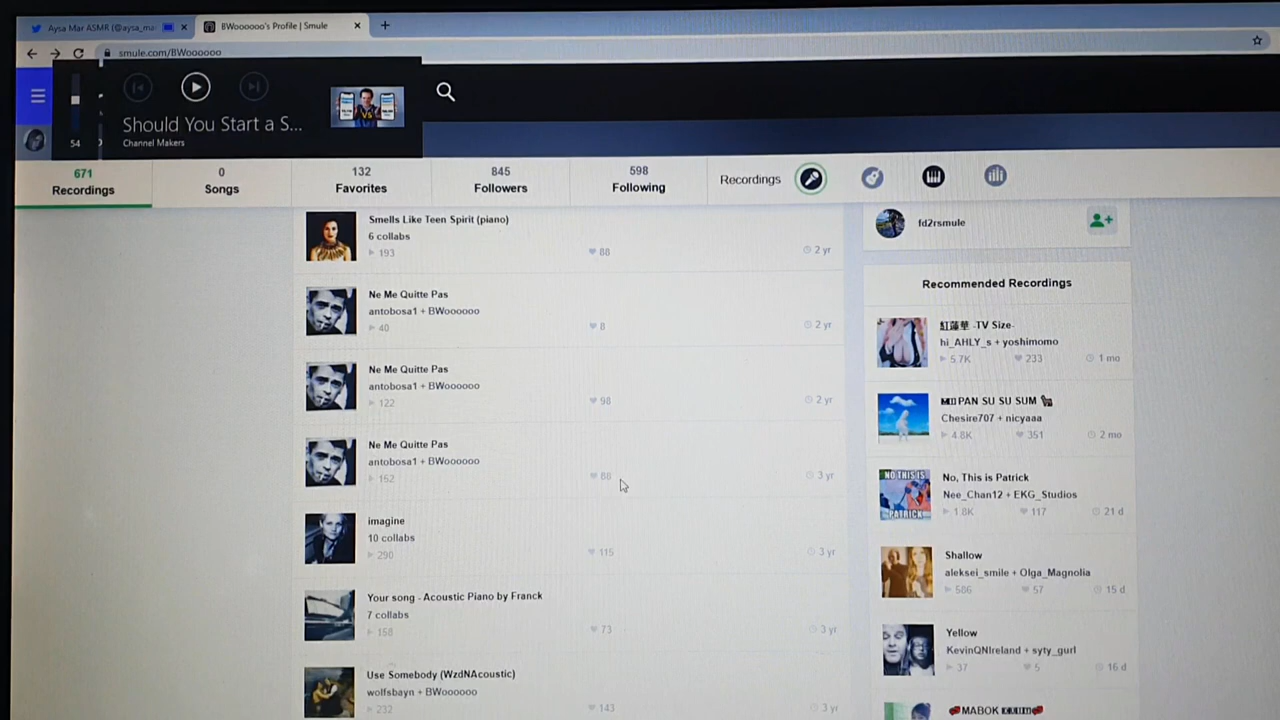 Aysa Mar ASMR (@aysa_ma
BWoooooo's Profile | Smule
smule.com/BWoooooo
Should You Start a S...
Channel Makers
54
671
Recordings
0
Songs
132
Favorites
845
Followers
598
Following
Recordings
Smells Like Teen Spirit (piano)
6 collabs
193
88
2 yr
Ne Me Quitte Pas
antobosa1 + BWoooooo
40
8
2 yr
Ne Me Quitte Pas
antobosa1 + BWoooooo
122
98
2 yr
Ne Me Quitte Pas
antobosa1 + BWoooooo
152
88
3 yr
imagine
10 collabs
290
115
3 yr
Your song - Acoustic Piano by Franck
7 collabs
158
73
3 yr
Use Somebody (WzdNAcoustic)
wolfsbayn + BWoooooo
232
143
3 yr
fd2rsmule
Recommended Recordings
紅蓮華 -TV Size-
hi_AHLY_s + yoshimomo
5.7K
233
1 mo
PAN SU SU SUM
Chesire707 + nicyaaa
4.8K
351
2 mo
NO THIS IS
PATRICK
No, This is Patrick
Nee_Chan12 + EKG_Studios
1.8K
117
21 d
Shallow
aleksei_smile + Olga_Magnolia
586
57
15 d
Yellow
KevinQNIreland + syty_gurl
37
5
16 d
MABOK